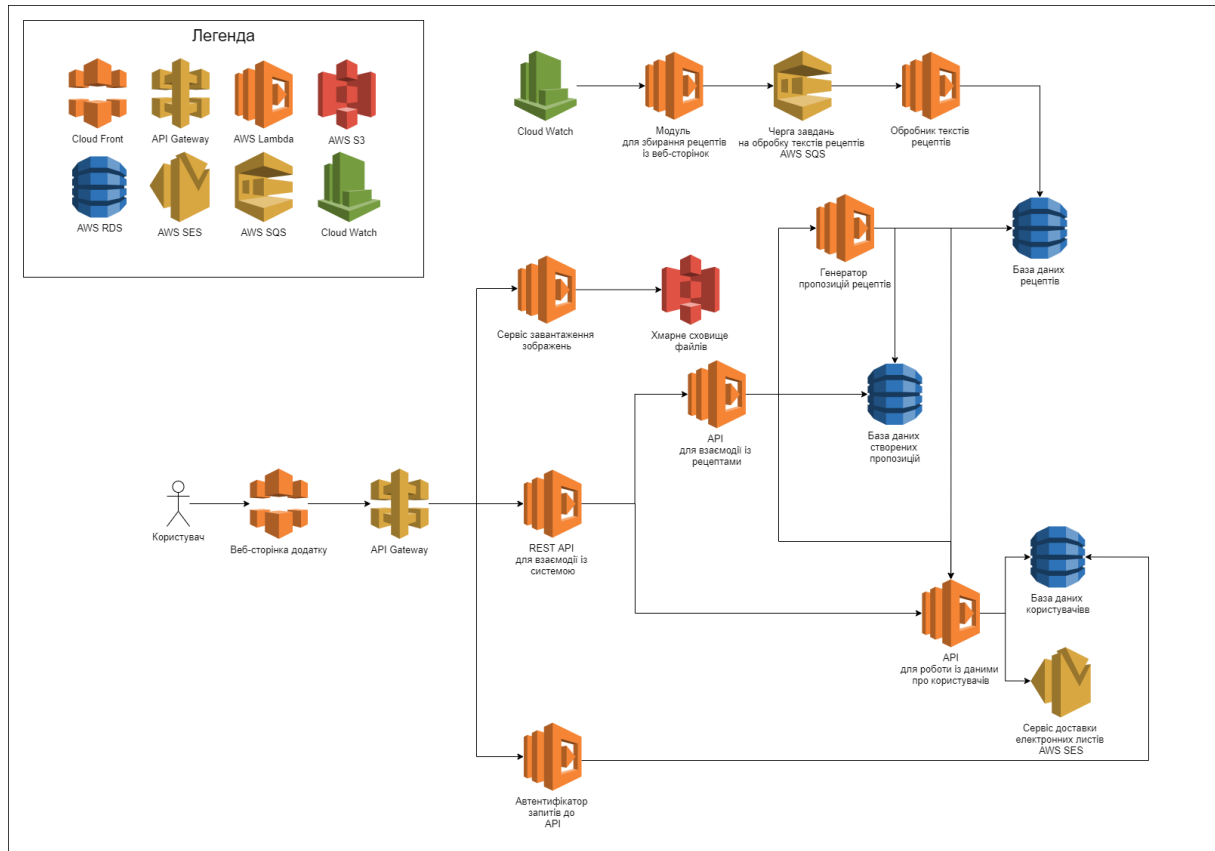 Легенда
Cloud Front
API Gateway
AWS Lambda
AWS S3
AWS RDS
AWS SES
AWS SQS
Cloud Watch
Cloud Watch
Модуль
для збирання рецептів
із веб-сторінок
Черга завдань
на обробку текстів рецептів
AWS SQS
Обробник текстів
рецептів
Генератор
пропозицій рецептів
База даних
рецептів
Сервіс завантаження
зображень
Хмарне сховище
файлів
API
для взаємодії із
рецептами
База даних
створених
пропозицій
Користувач
Веб-сторінка додатку
API Gateway
REST API
для взаємодії із
системою
База даних
користувачівв
API
для роботи із даними
про користувачів
Сервіс доставки
електронних листів
AWS SES
Автентифікатор
запитів до
API